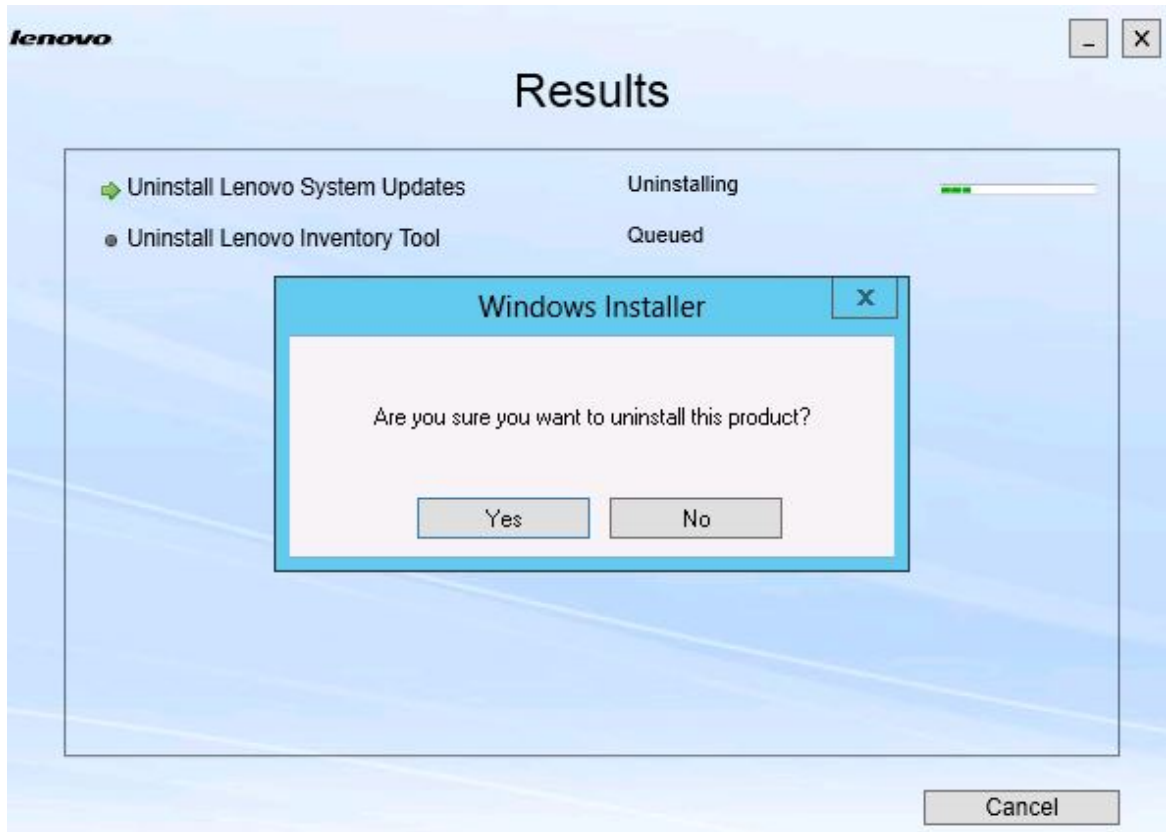 lenovo
Results
Uninstall Lenovo System Updates Uninstalling
Uninstall Lenovo Inventory Tool Queued
Windows Installer
Are you sure you want to uninstall this product?
Yes No
Cancel